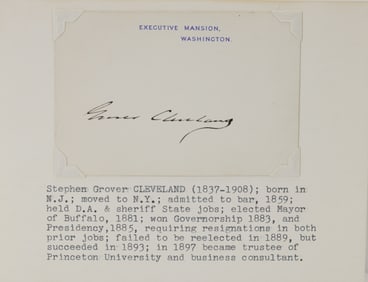 EXECUTIVE MANSION,
WASHINGTON.
Grover Cleveland
Stephen Grover CLEVELAND (1837-1908); born in
N.J.; moved to N.Y.; admitted to bar, 1859;
held D.A. & sheriff State jobs; elected Mayor
of Buffalo, 1881; won Governorship 1883, and
Presidency,1885, requiring resignations in both
prior jobs; failed to be reelected in 1889, but
succeeded in 1893; in 1897 became trustee of
Princeton University and business consultant.